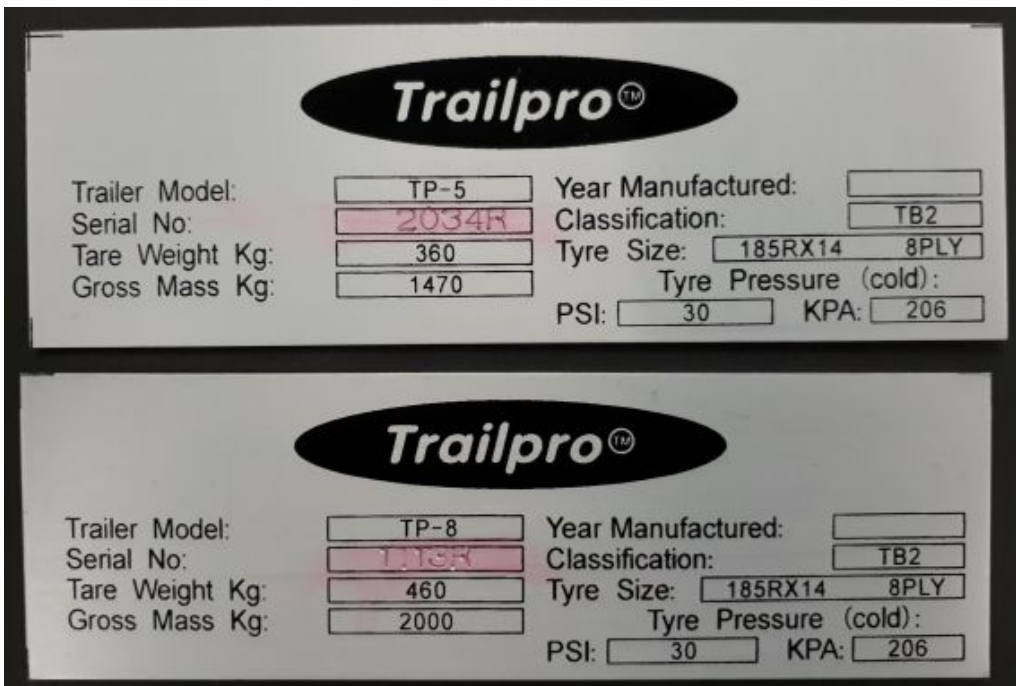 Trailpro™
Trailer Model: TP-5 Year Manufactured:
Serial No: 2034R Classification: TB2
Tare Weight Kg: 360 Tyre Size: 185RX14 8PLY
Gross Mass Kg: 1470 Tyre Pressure (cold):
PSI: 30 KPA: 206
Trailpro™
Trailer Model: TP-8 Year Manufactured:
Serial No: 1113R Classification: TB2
Tare Weight Kg: 460 Tyre Size: 185RX14 8PLY
Gross Mass Kg: 2000 Tyre Pressure (cold):
PSI: 30 KPA: 206